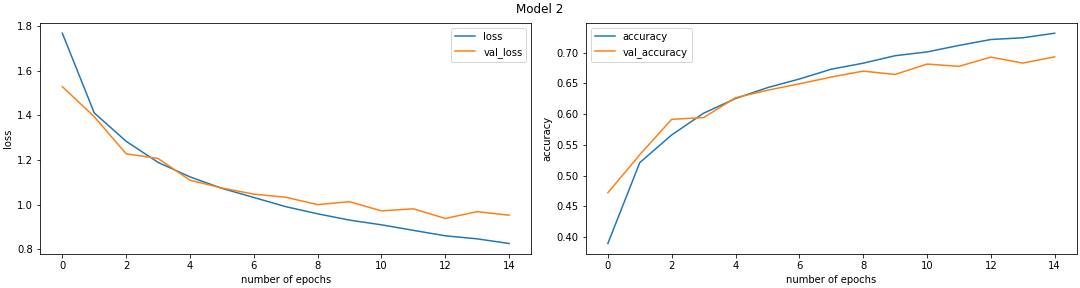 Model 2
1.8
1.6
1.4
1.2
1.0
0.8
loss
loss
val_loss
0 2 4 6 8 10 12 14
number of epochs
0.70
0.65
0.60
0.55
0.50
0.45
0.40
accuracy
accuracy
val_accuracy
0 2 4 6 8 10 12 14
number of epochs